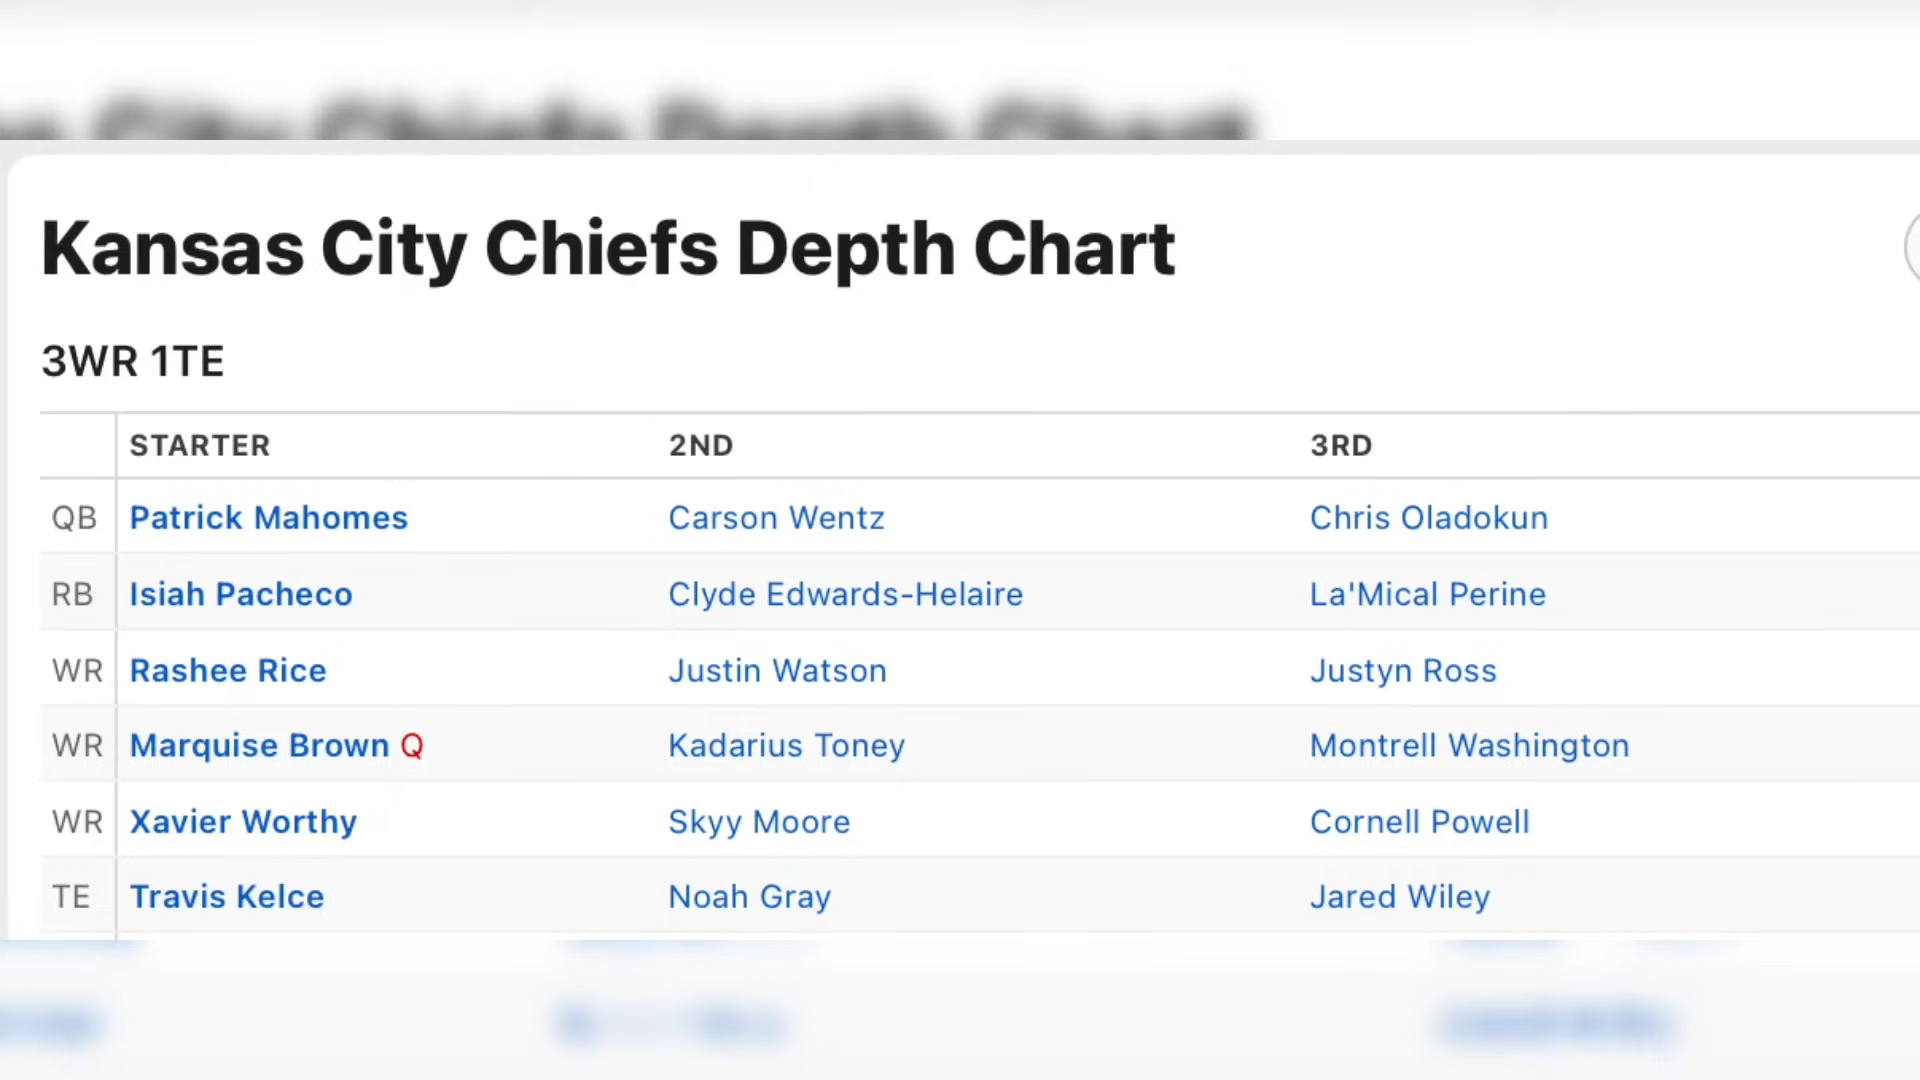 Kansas City Chiefs Depth Chart
3WR 1TE
STARTER 2ND 3RD
QB Patrick Mahomes Carson Wentz Chris Oladokun
RB Isiah Pacheco Clyde Edwards-Helaire La'Mical Perine
WR Rashee Rice Justin Watson Justyn Ross
WR Marquise Brown Q Kadarius Toney Montrell Washington
WR Xavier Worthy Skyy Moore Cornell Powell
TE Travis Kelce Noah Gray Jared Wiley